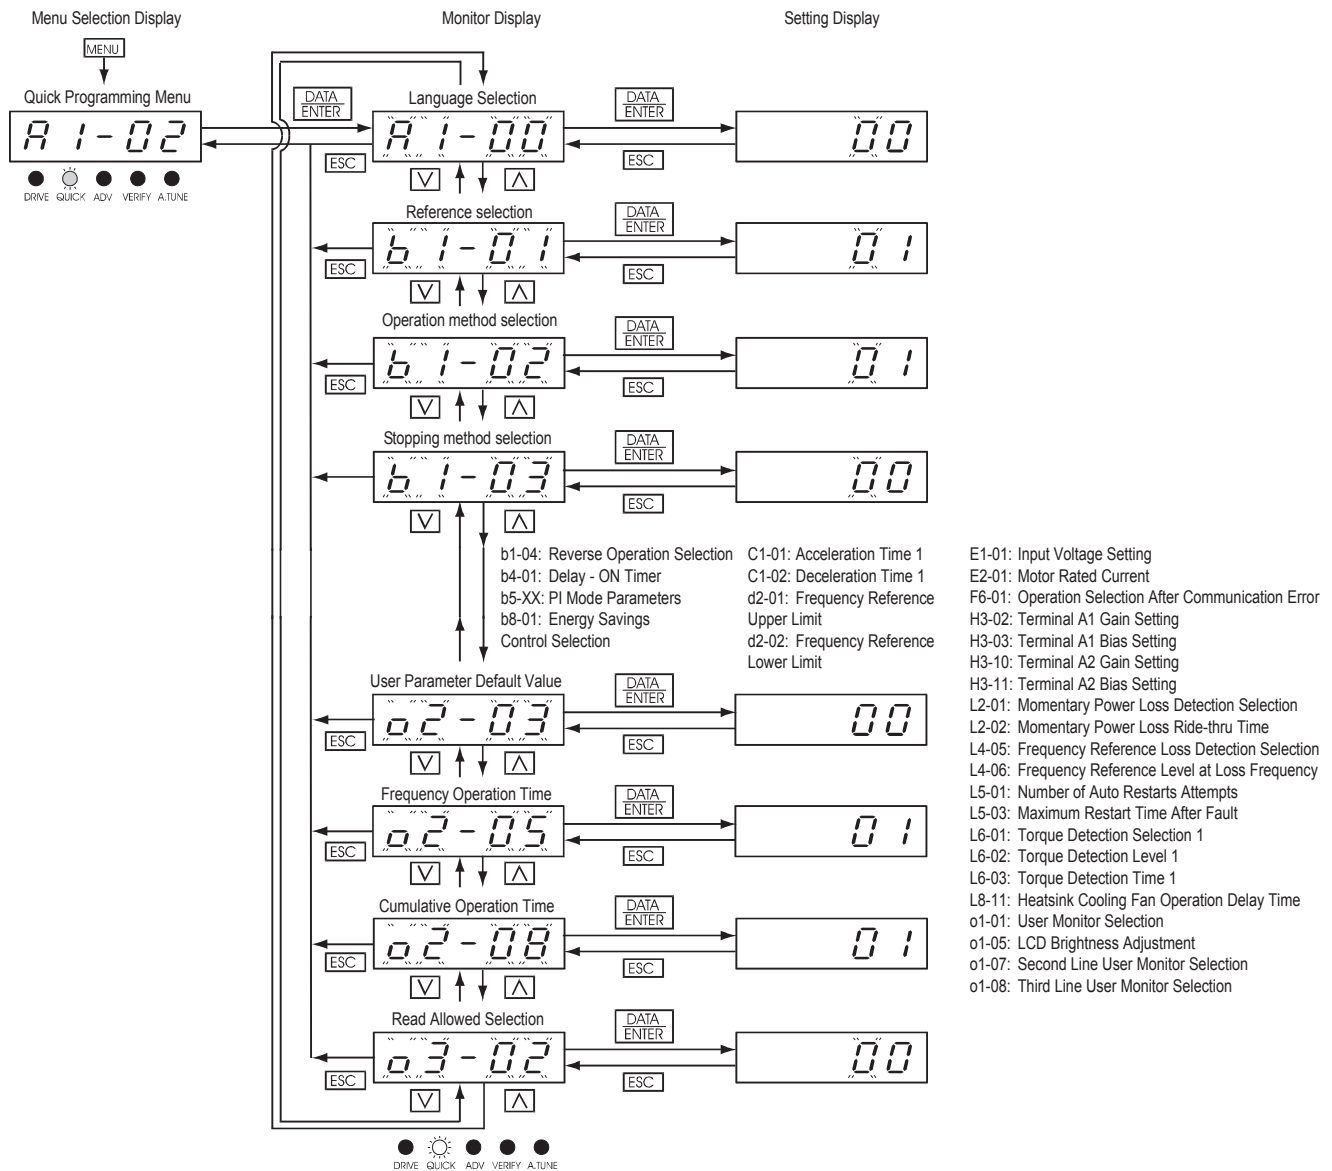 Menu Selection Display
Monitor Display
Setting Display
MENU
Quick Programming Menu
A1-02
DRIVE QUICK ADV VERIFY A.TUNE
DATA
ENTER
ESC
Language Selection
A1-00
DATA
ENTER
ESC
00
Reference selection
b1-01
ESC
DATA
ENTER
ESC
01
Operation method selection
b1-02
ESC
DATA
ENTER
ESC
01
Stopping method selection
b1-03
DATA
ENTER
ESC
00
b1-04: Reverse Operation Selection
b4-01: Delay - ON Timer
b5-XX: PI Mode Parameters
b8-01: Energy Savings
Control Selection
C1-01: Acceleration Time 1
C1-02: Deceleration Time 1
d2-01: Frequency Reference
Upper Limit
d2-02: Frequency Reference
Lower Limit
E1-01: Input Voltage Setting
E2-01: Motor Rated Current
F6-01: Operation Selection After Communication Error
H3-02: Terminal A1 Gain Setting
H3-03: Terminal A1 Bias Setting
H3-10: Terminal A2 Gain Setting
H3-11: Terminal A2 Bias Setting
L2-01: Momentary Power Loss Detection Selection
L2-02: Momentary Power Loss Ride-thru Time
L4-05: Frequency Reference Loss Detection Selection
L4-06: Frequency Reference Level at Loss Frequency
L5-01: Number of Auto Restarts Attempts
L5-03: Maximum Restart Time After Fault
L6-01: Torque Detection Selection 1
L6-02: Torque Detection Level 1
L6-03: Torque Detection Time 1
L8-11: Heatsink Cooling Fan Operation Delay Time
o1-01: User Monitor Selection
o1-05: LCD Brightness Adjustment
o1-07: Second Line User Monitor Selection
o1-08: Third Line User Monitor Selection
User Parameter Default Value
o2-03
ESC
DATA
ENTER
ESC
00
Frequency Operation Time
o2-05
ESC
DATA
ENTER
ESC
01
Cumulative Operation Time
o2-08
ESC
DATA
ENTER
ESC
01
Read Allowed Selection
o3-02
ESC
DATA
ENTER
ESC
00
DRIVE QUICK ADV VERIFY A.TUNE